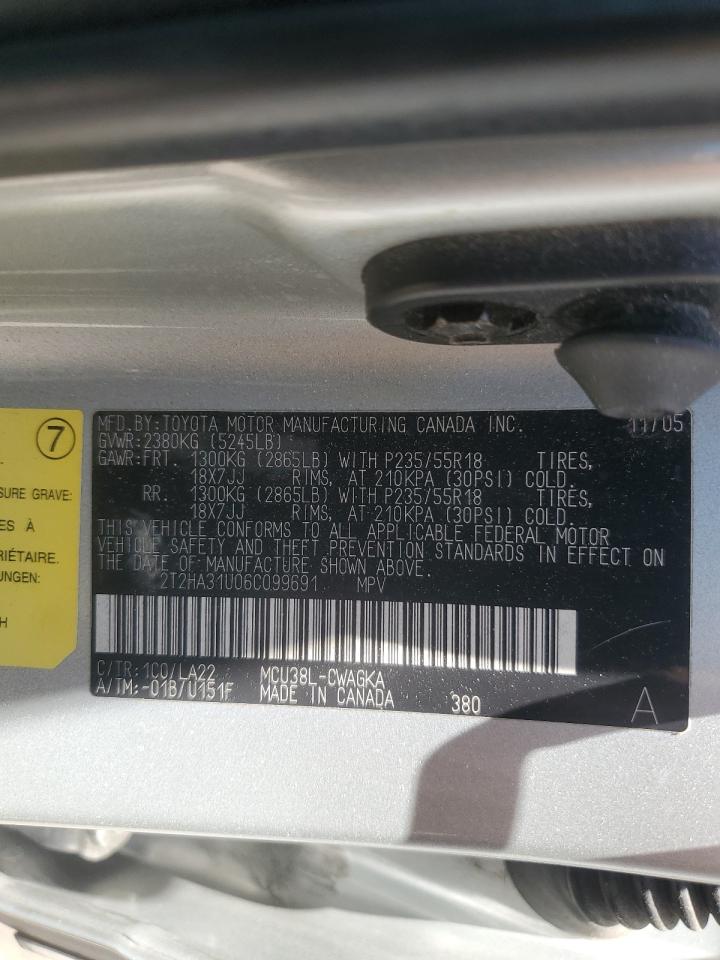 7
SURE GRAVE:
ES À
RIÉTAIRE.
UNGEN:
H
MFD.BY:TOYOTA MOTOR MANUFACTURING CANADA INC. 11/05
GVWR:2380KG (5245LB)
GAWR:FRT. 1300KG (2865LB) WITH P235/55R18 TIRES,
18X7JJ RIMS, AT 210KPA (30PSI) COLD.
RR. 1300KG (2865LB) WITH P235/55R18 TIRES,
18X7JJ RIMS, AT 210KPA (30PSI) COLD.
THIS VEHICLE CONFORMS TO ALL APPLICABLE FEDERAL MOTOR
VEHICLE SAFETY AND THEFT PREVENTION STANDARDS IN EFFECT ON
THE DATE OF MANUFACTURE SHOWN ABOVE.
2T2HA31U06C099691 MPV
C/TR:1C0/LA22 MCU38L-CWAGKA
A/TM:-01B/U151F MADE IN CANADA 380 A